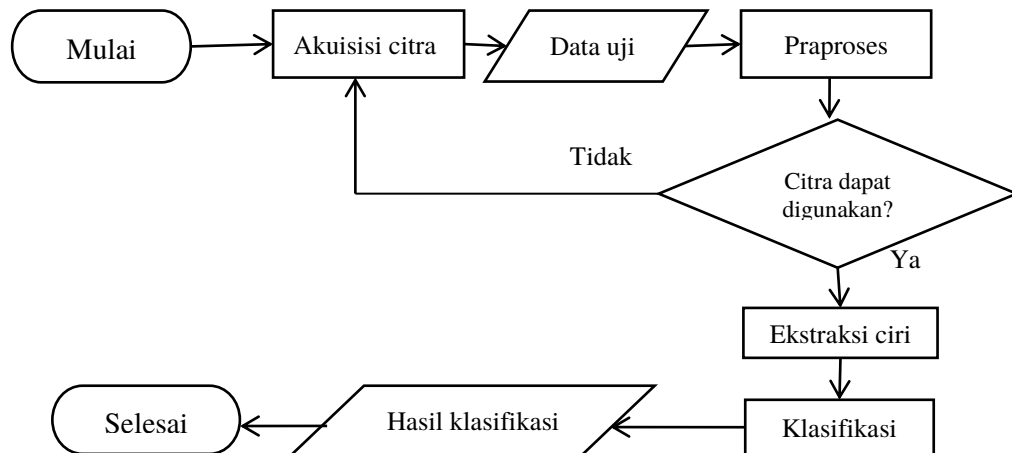 Mulai
Akuisisi citra
Data uji
Praproses
Tidak
Citra dapat
digunakan?
Ya
Ekstraksi ciri
Klasifikasi
Hasil klasifikasi
Selesai